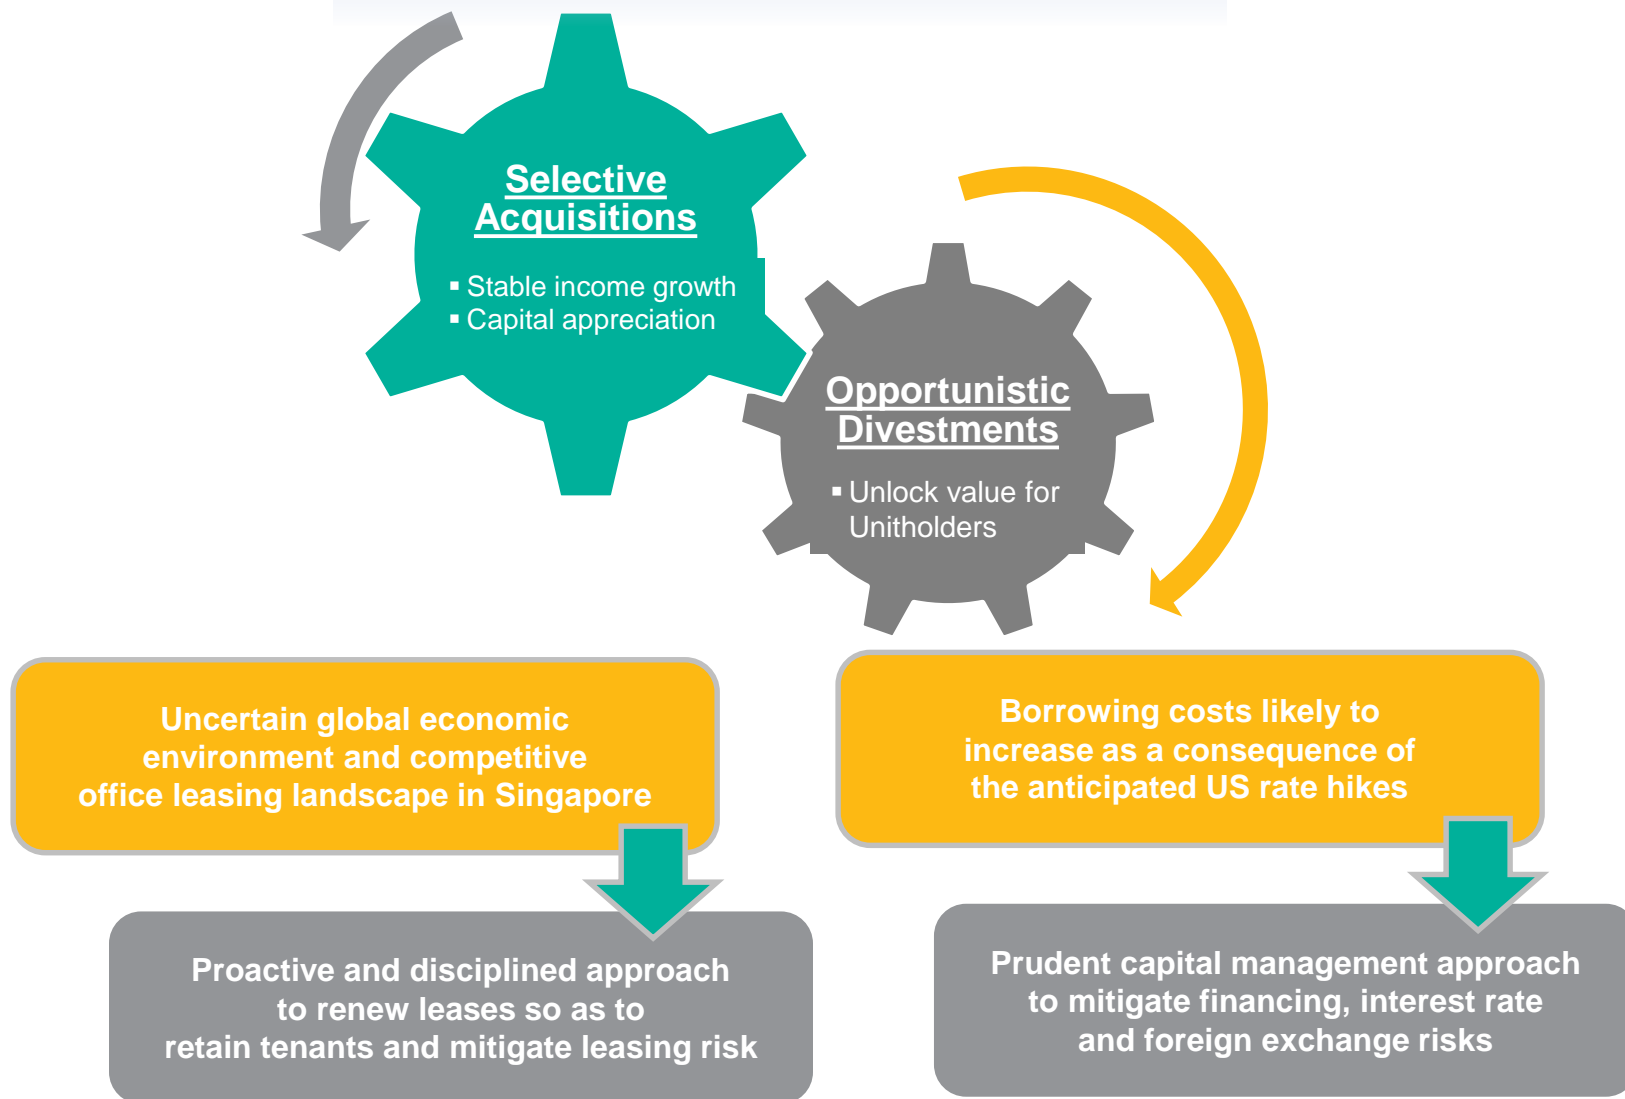 Selective
Acquisitions
▪ Stable income growth
▪ Capital appreciation
Opportunistic
Divestments
▪ Unlock value for
Unitholders
Uncertain global economic
environment and competitive
office leasing landscape in Singapore
Borrowing costs likely to
increase as a consequence of
the anticipated US rate hikes
Proactive and disciplined approach
to renew leases so as to
retain tenants and mitigate leasing risk
Prudent capital management approach
to mitigate financing, interest rate
and foreign exchange risks